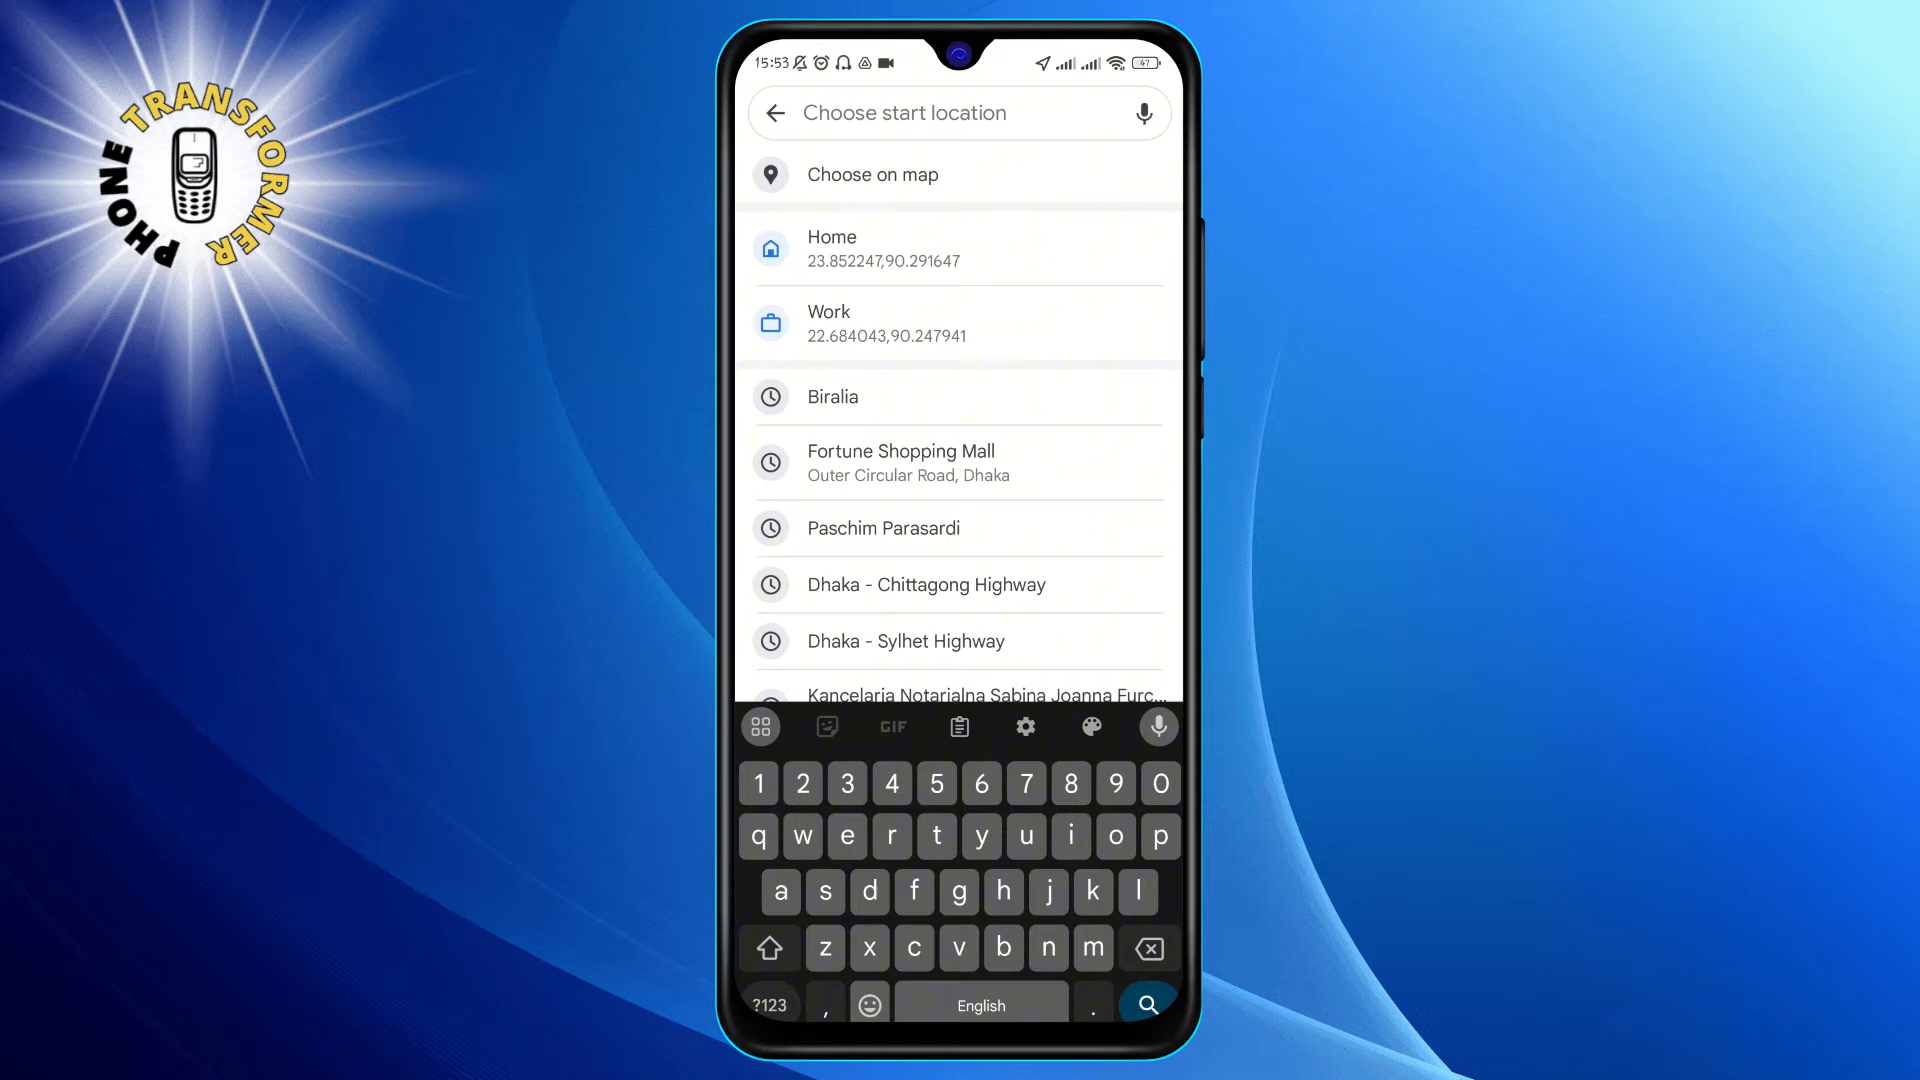 PHONE TRANSFORMER
15:53
47
Choose start location
Choose on map
Home
23.852247,90.291647
Work
22.684043,90.247941
Biralia
Fortune Shopping Mall
Outer Circular Road, Dhaka
Paschim Parasardi
Dhaka - Chittagong Highway
Dhaka - Sylhet Highway
Kancelaria Notarialna Sabina Joanna Furc...
GIF
1 2 3 4 5 6 7 8 9 0
q w e r t y u i o p
a s d f g h j k l
z x c v b n m
?123 , English .